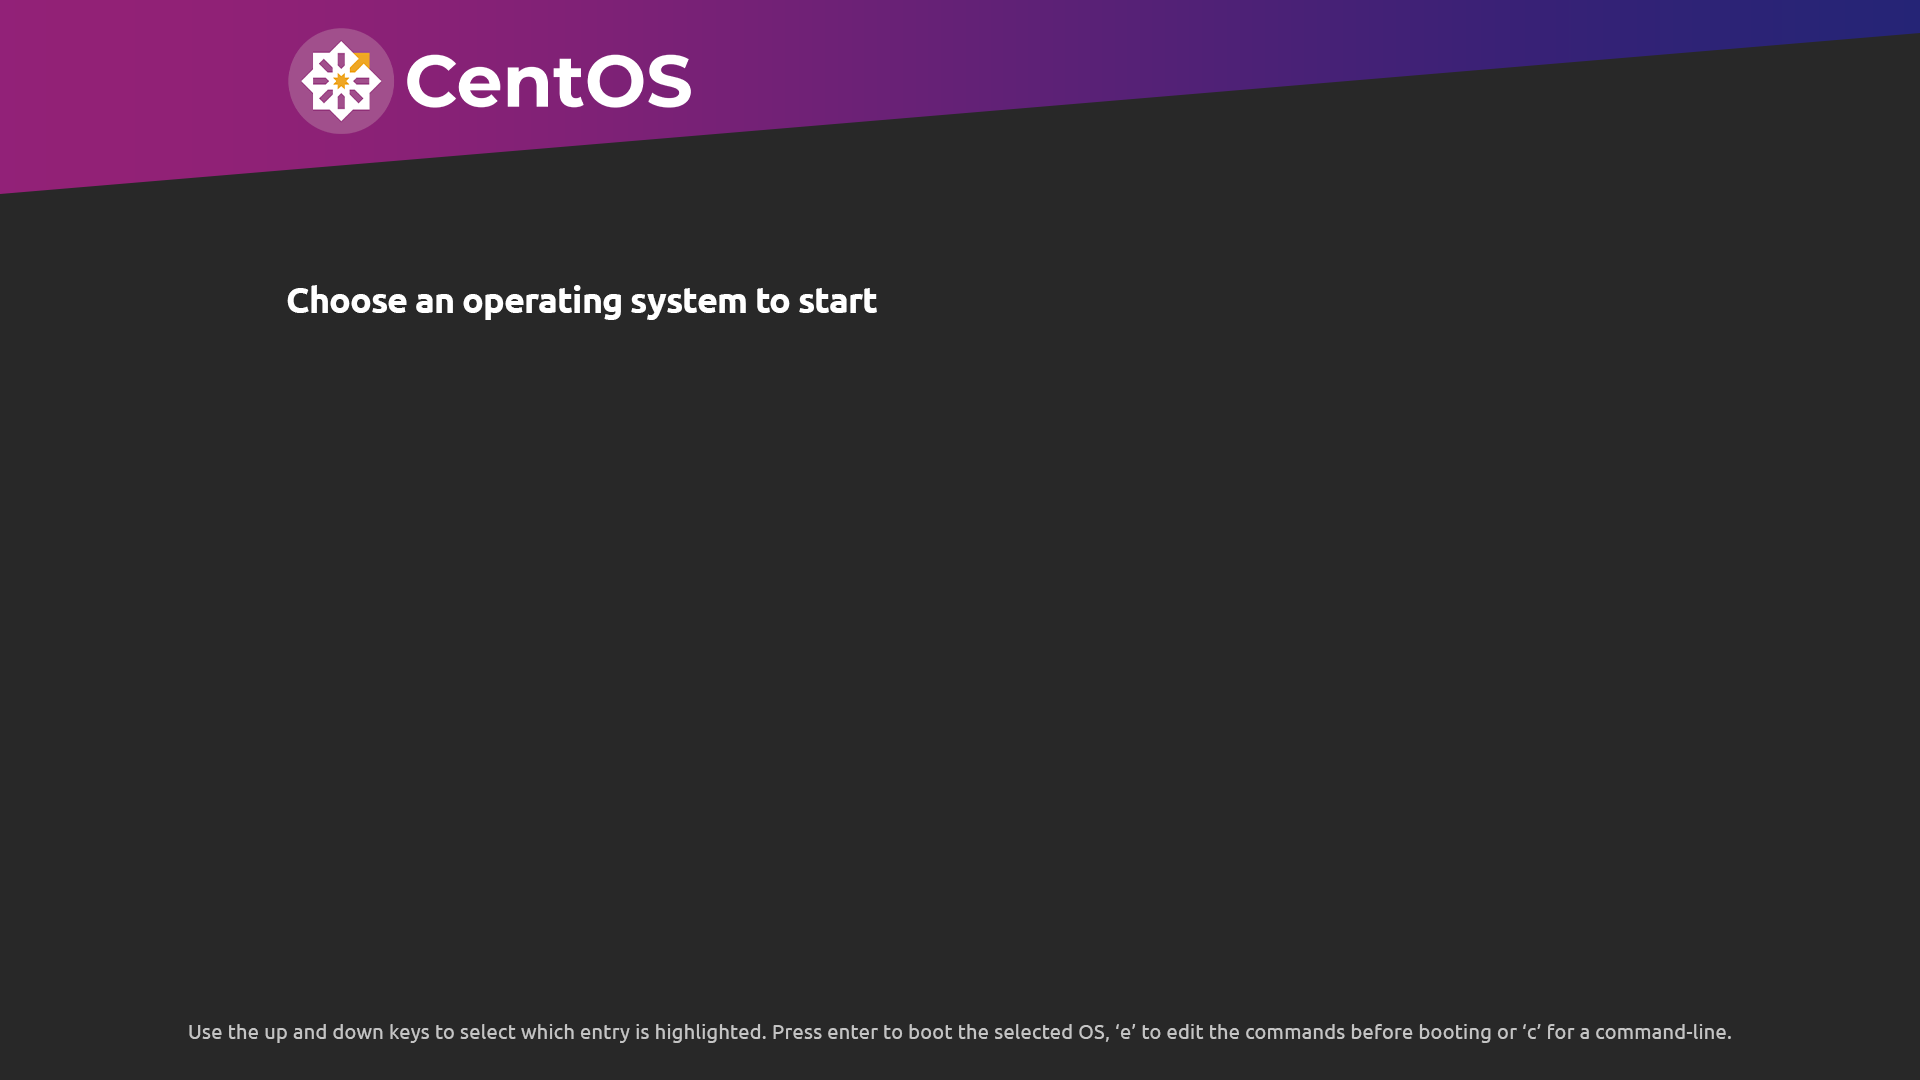 CentOS
Choose an operating system to start
Use the up and down keys to select which entry is highlighted. Press enter to boot the selected OS, ‘e’ to edit the commands before booting or ‘c’ for a command-line.